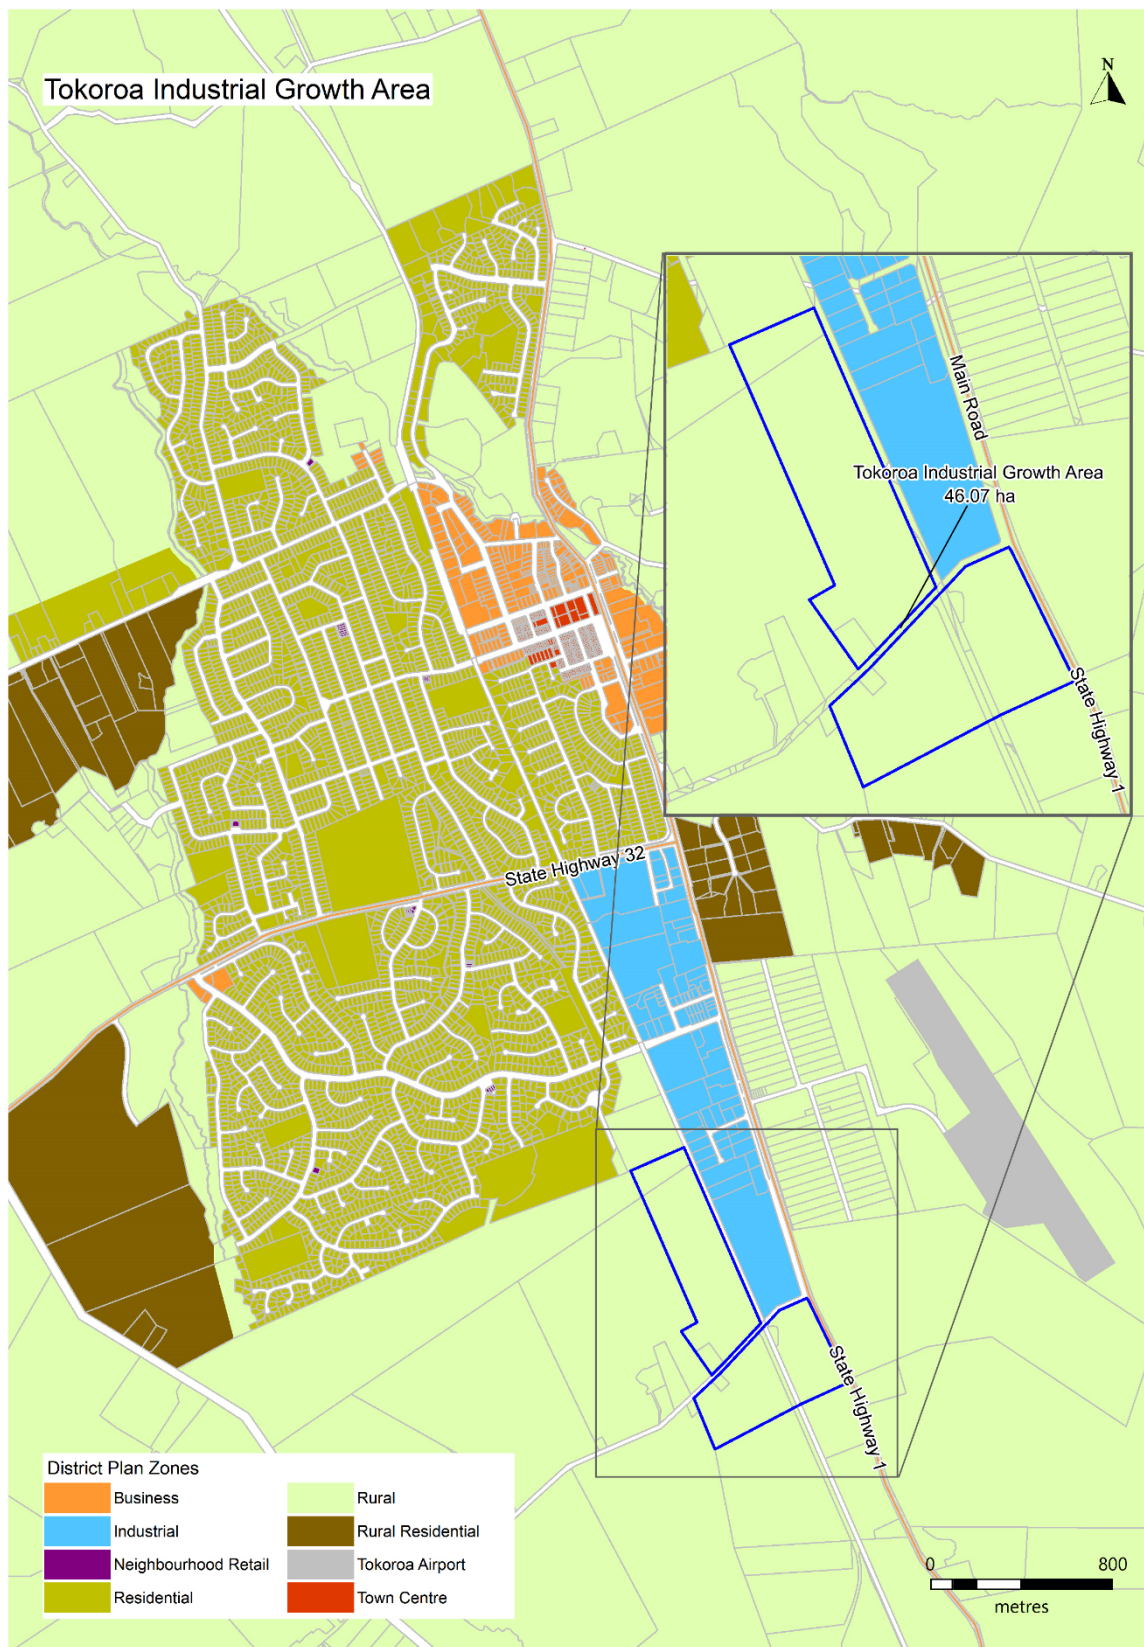 Tokoroa Industrial Growth Area
N
Main Road
Tokoroa Industrial Growth Area
46.07 ha
State Highway 1
State Highway 32
State Highway 1
District Plan Zones
Business
Industrial
Neighbourhood Retail
Residential
Rural
Rural Residential
Tokoroa Airport
Town Centre
0 800
metres